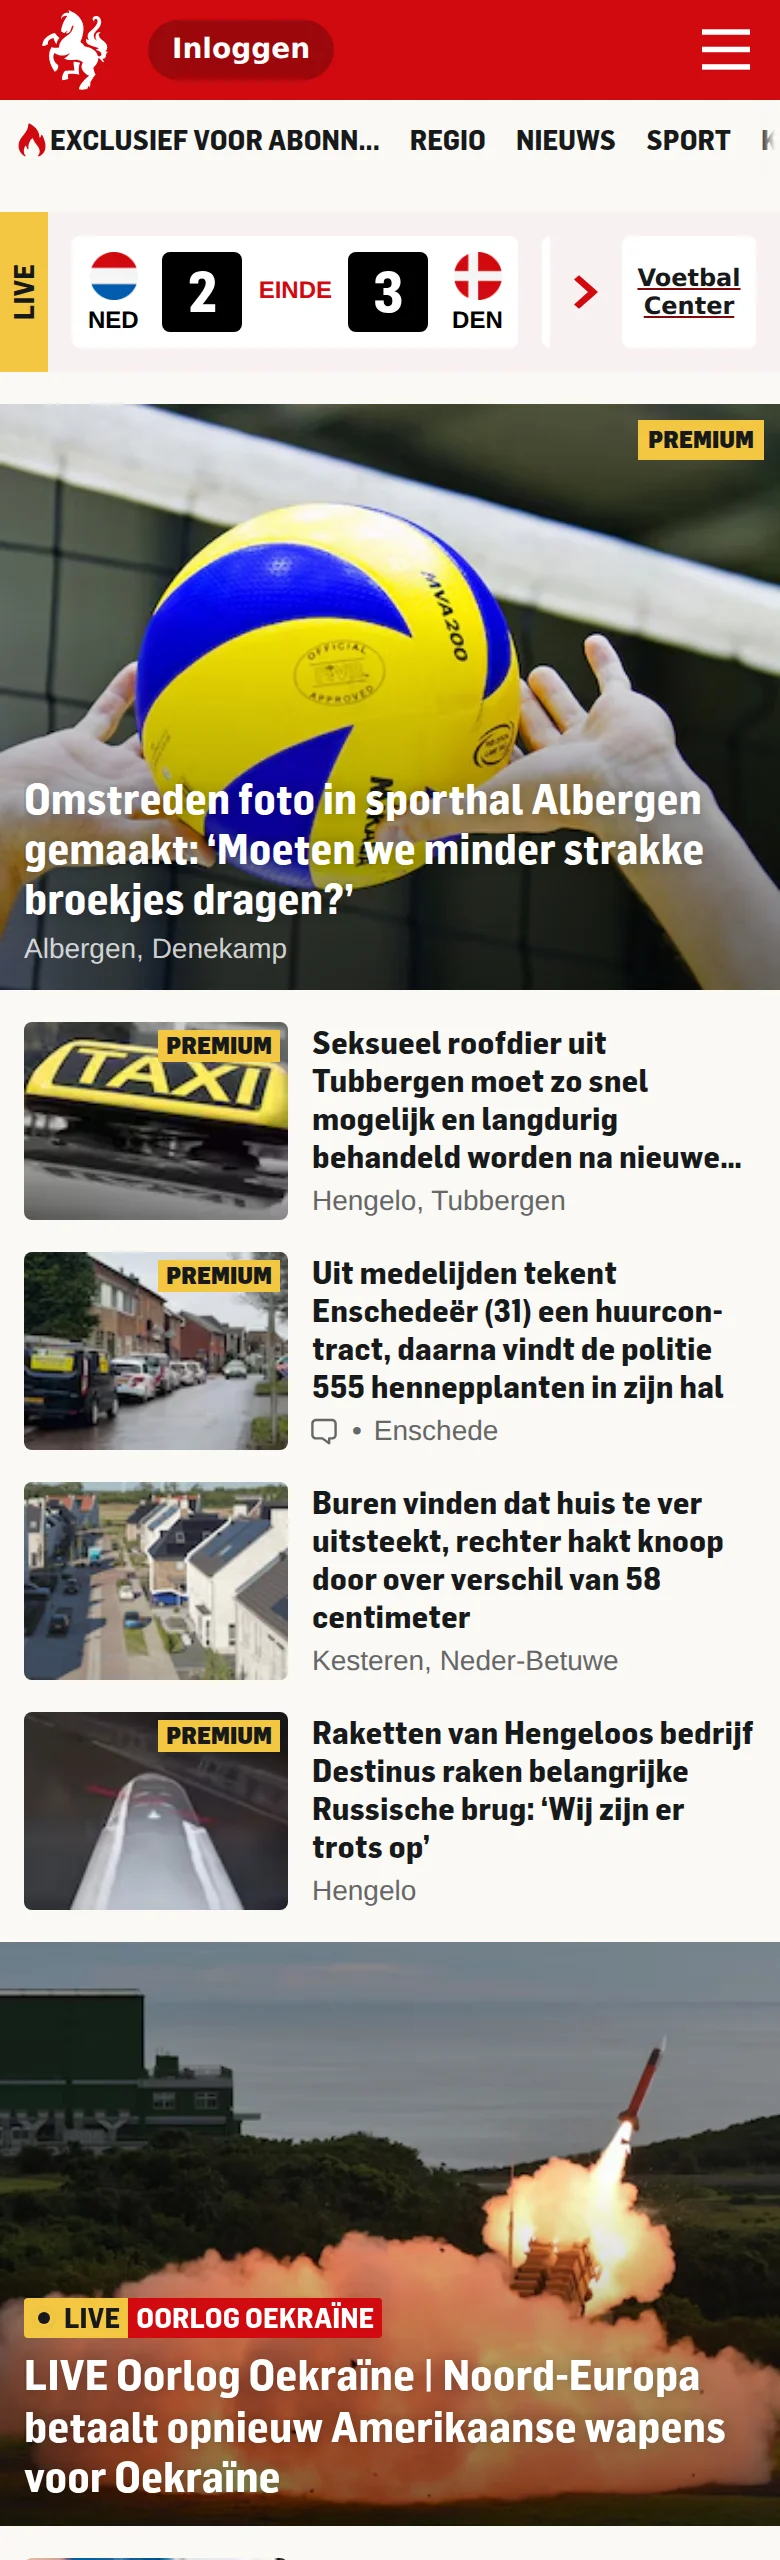 Inloggen
EXCLUSIEF VOOR ABONN... REGIO NIEUWS SPORT
LIVE
NED
2
EINDE
3
DEN
Voetbal
Center
PREMIUM
MVA200
OFFICIAL
APPROVED
Omstreden foto in sporthal Albergen
gemaakt: ‘Moeten we minder strakke
broekjes dragen?’
Albergen, Denekamp
PREMIUM
TAXI
Seksueel roofdier uit
Tubbergen moet zo snel
mogelijk en langdurig
behandeld worden na nieuwe...
Hengelo, Tubbergen
PREMIUM
Uit medelijden tekent
Enschedeër (31) een huurcon-
tract, daarna vindt de politie
555 hennepplanten in zijn hal
• Enschede
Buren vinden dat huis te ver
uitsteekt, rechter hakt knoop
door over verschil van 58
centimeter
Kesteren, Neder-Betuwe
PREMIUM
Raketten van Hengeloos bedrijf
Destinus raken belangrijke
Russische brug: ‘Wij zijn er
trots op’
Hengelo
• LIVE OORLOG OEKRAÏNE
LIVE Oorlog Oekraïne | Noord-Europa
betaalt opnieuw Amerikaanse wapens
voor Oekraïne